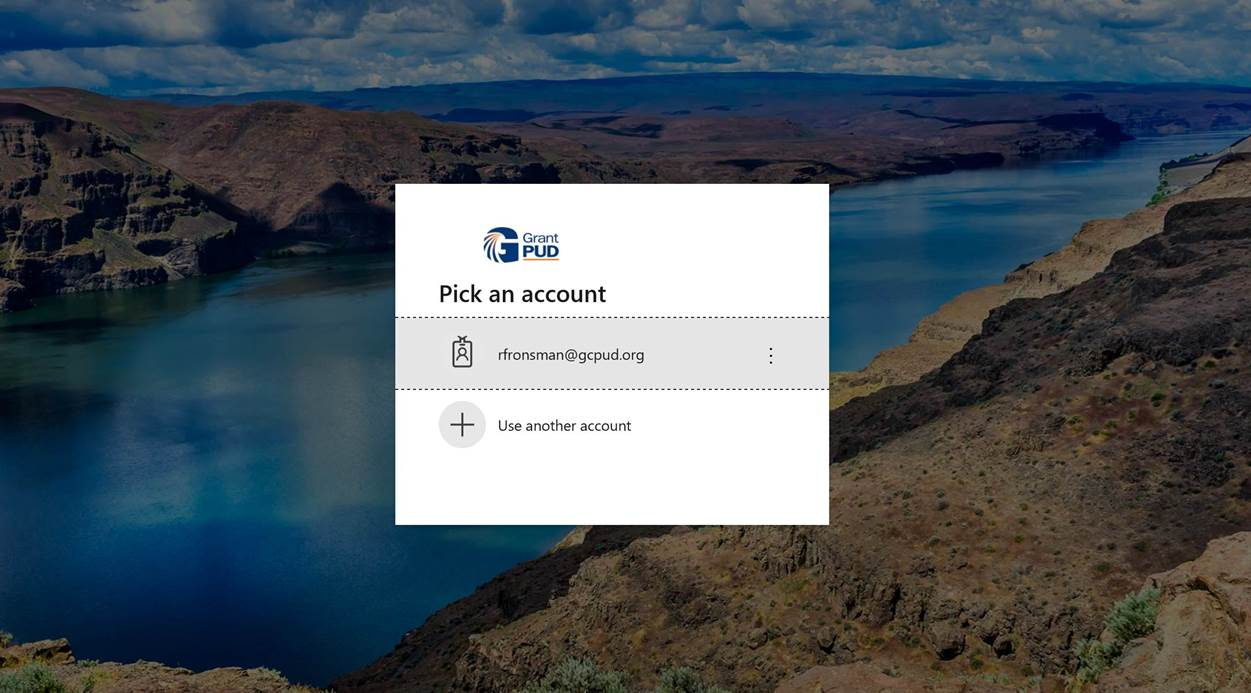 Grant
PUD
Pick an account
rfronsman@gcpud.org
Use another account